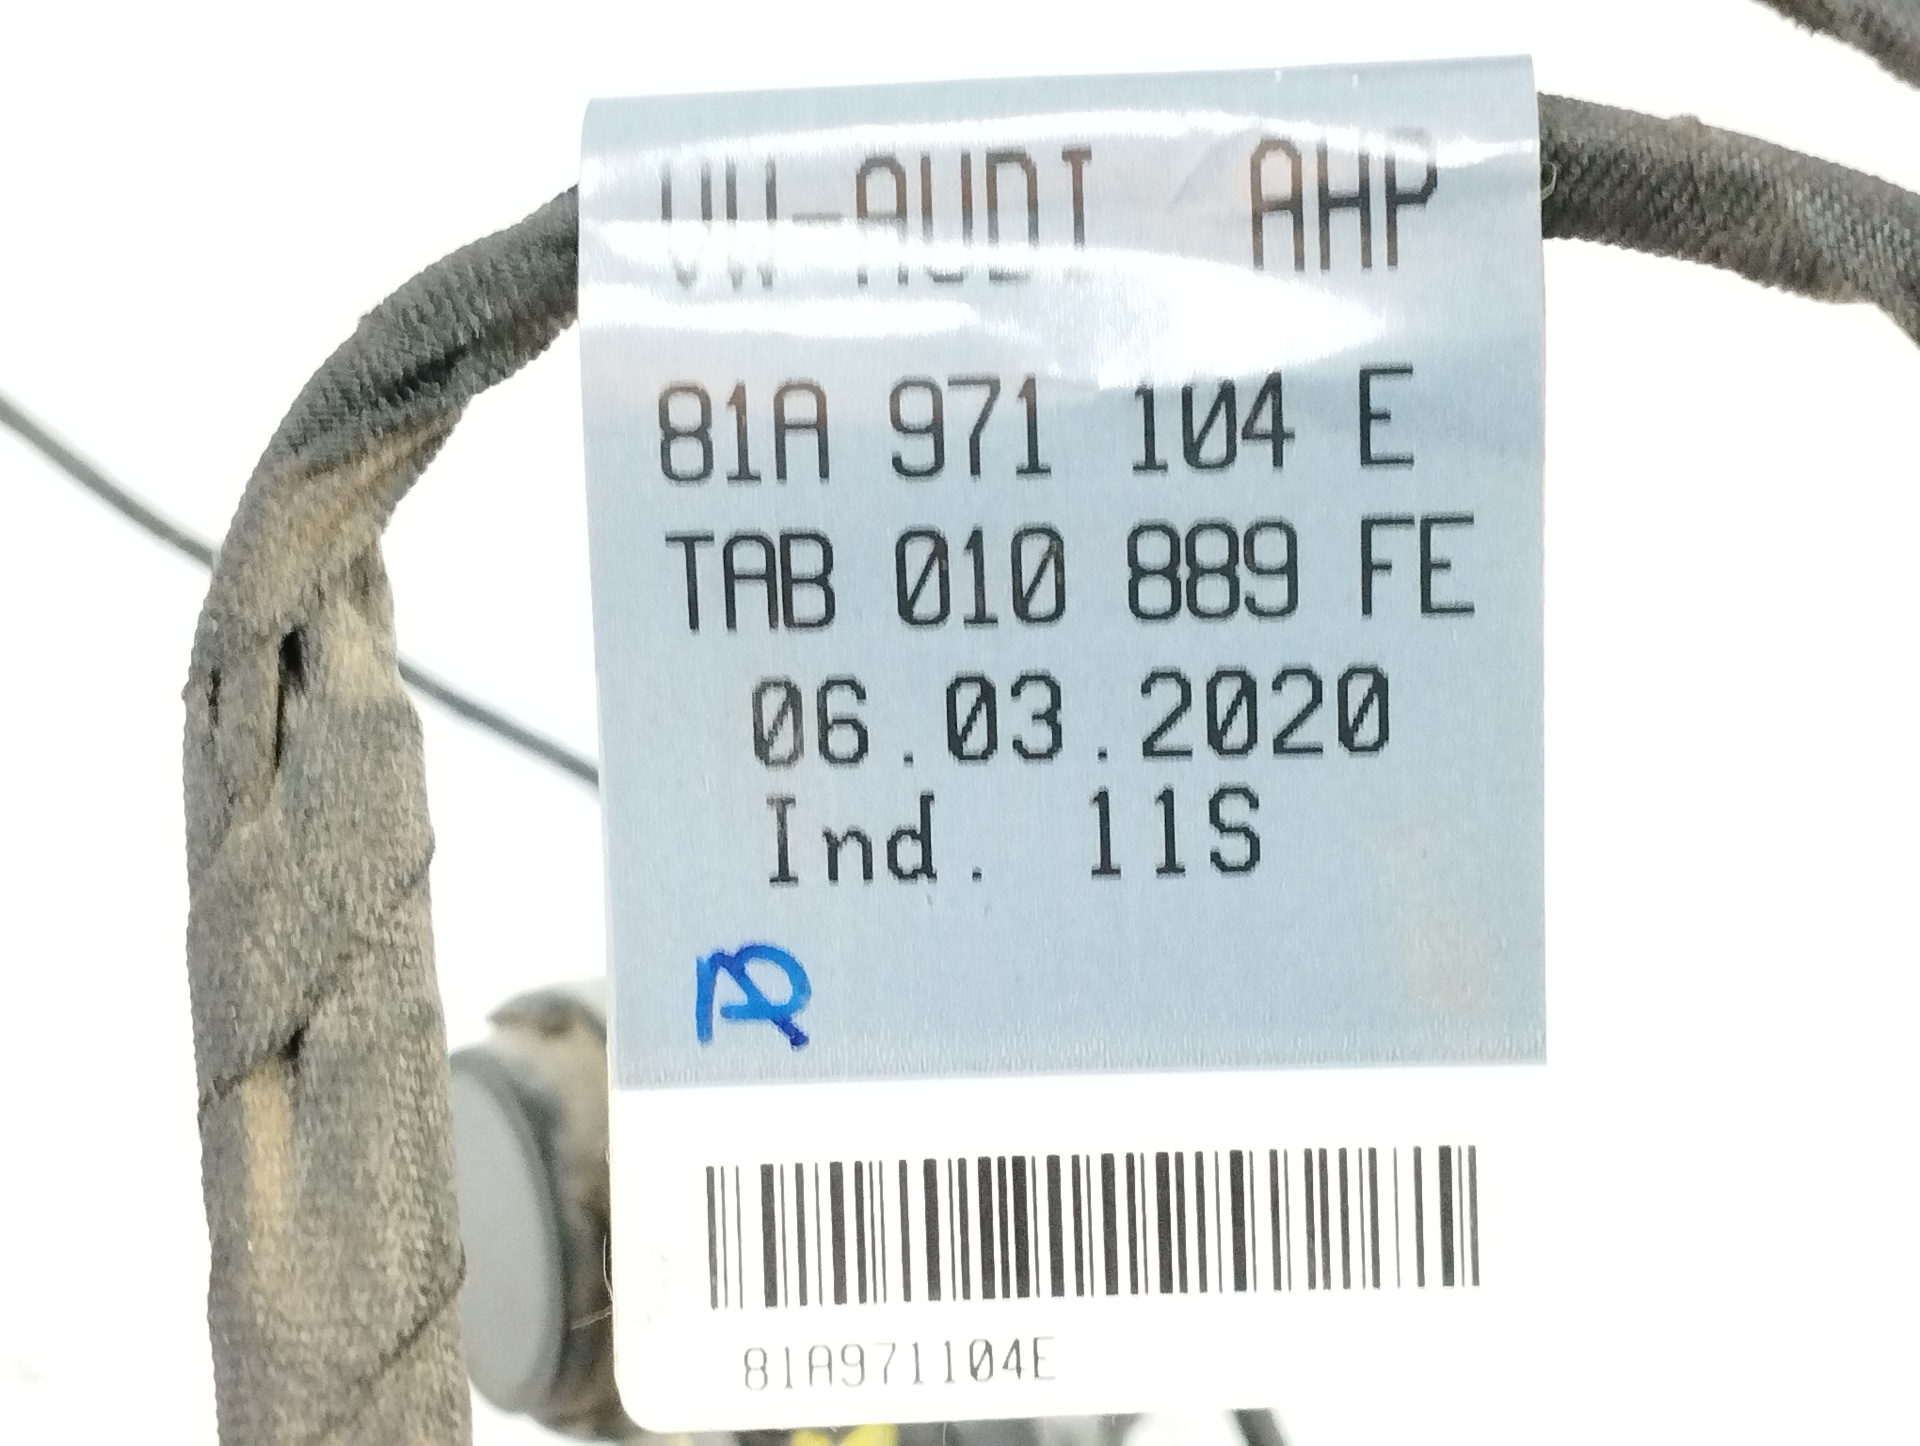 VW-AUDI AHP
81A 971 104 E
TAB 010 889 FE
06.03.2020
Ind. 11S
81A971104E